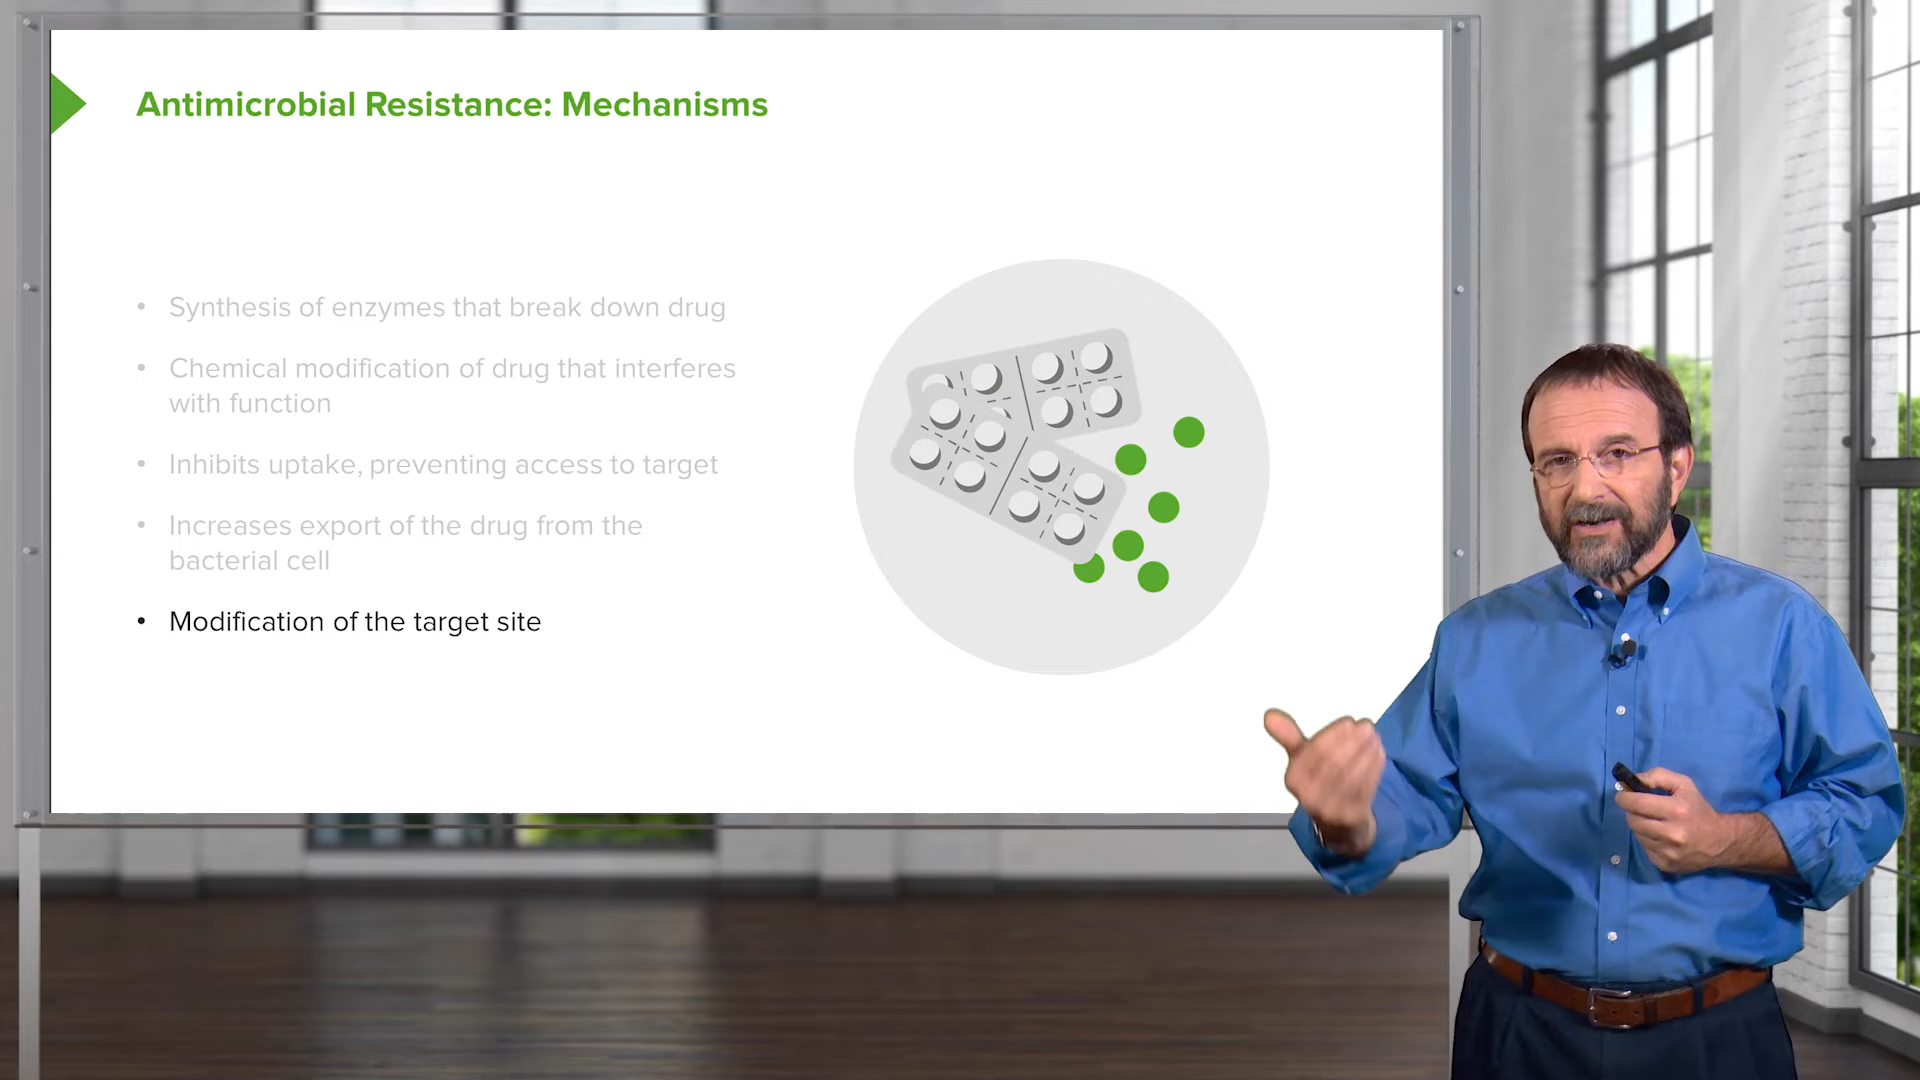 Antimicrobial Resistance: Mechanisms
• Synthesis of enzymes that break down drug
• Chemical modification of drug that interferes
with function
• Inhibits uptake, preventing access to target
• Increases export of the drug from the
bacterial cell
• Modification of the target site